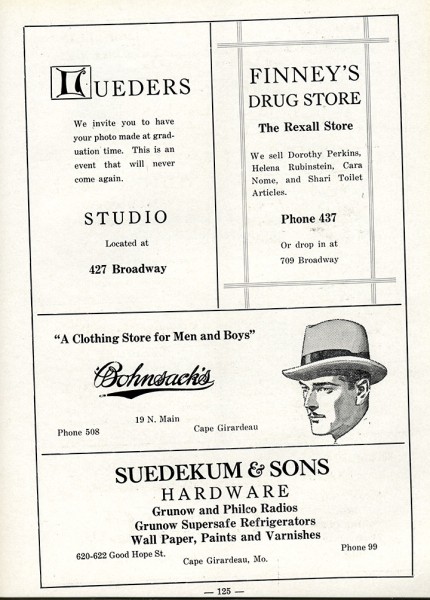 LUEDERS
We invite you to have
your photo made at grad-
uation time. This is an
event that will never
come again.
STUDIO
Located at
427 Broadway
FINNEY'S
DRUG STORE
The Rexall Store
We sell Dorothy Perkins,
Helena Rubinstein, Cara
Nome, and Shari Toilet
Articles.
Phone 437
Or drop in at
709 Broadway
"A Clothing Store for Men and Boys"
Bohnsack's
19 N. Main
Phone 508
Cape Girardeau
SUEDEKUM & SONS
HARDWARE
Grunow and Philco Radios
Grunow Supersafe Refrigerators
Wall Paper, Paints and Varnishes
620-622 Good Hope St.
Phone 99
Cape Girardeau, Mo.
— 125 —